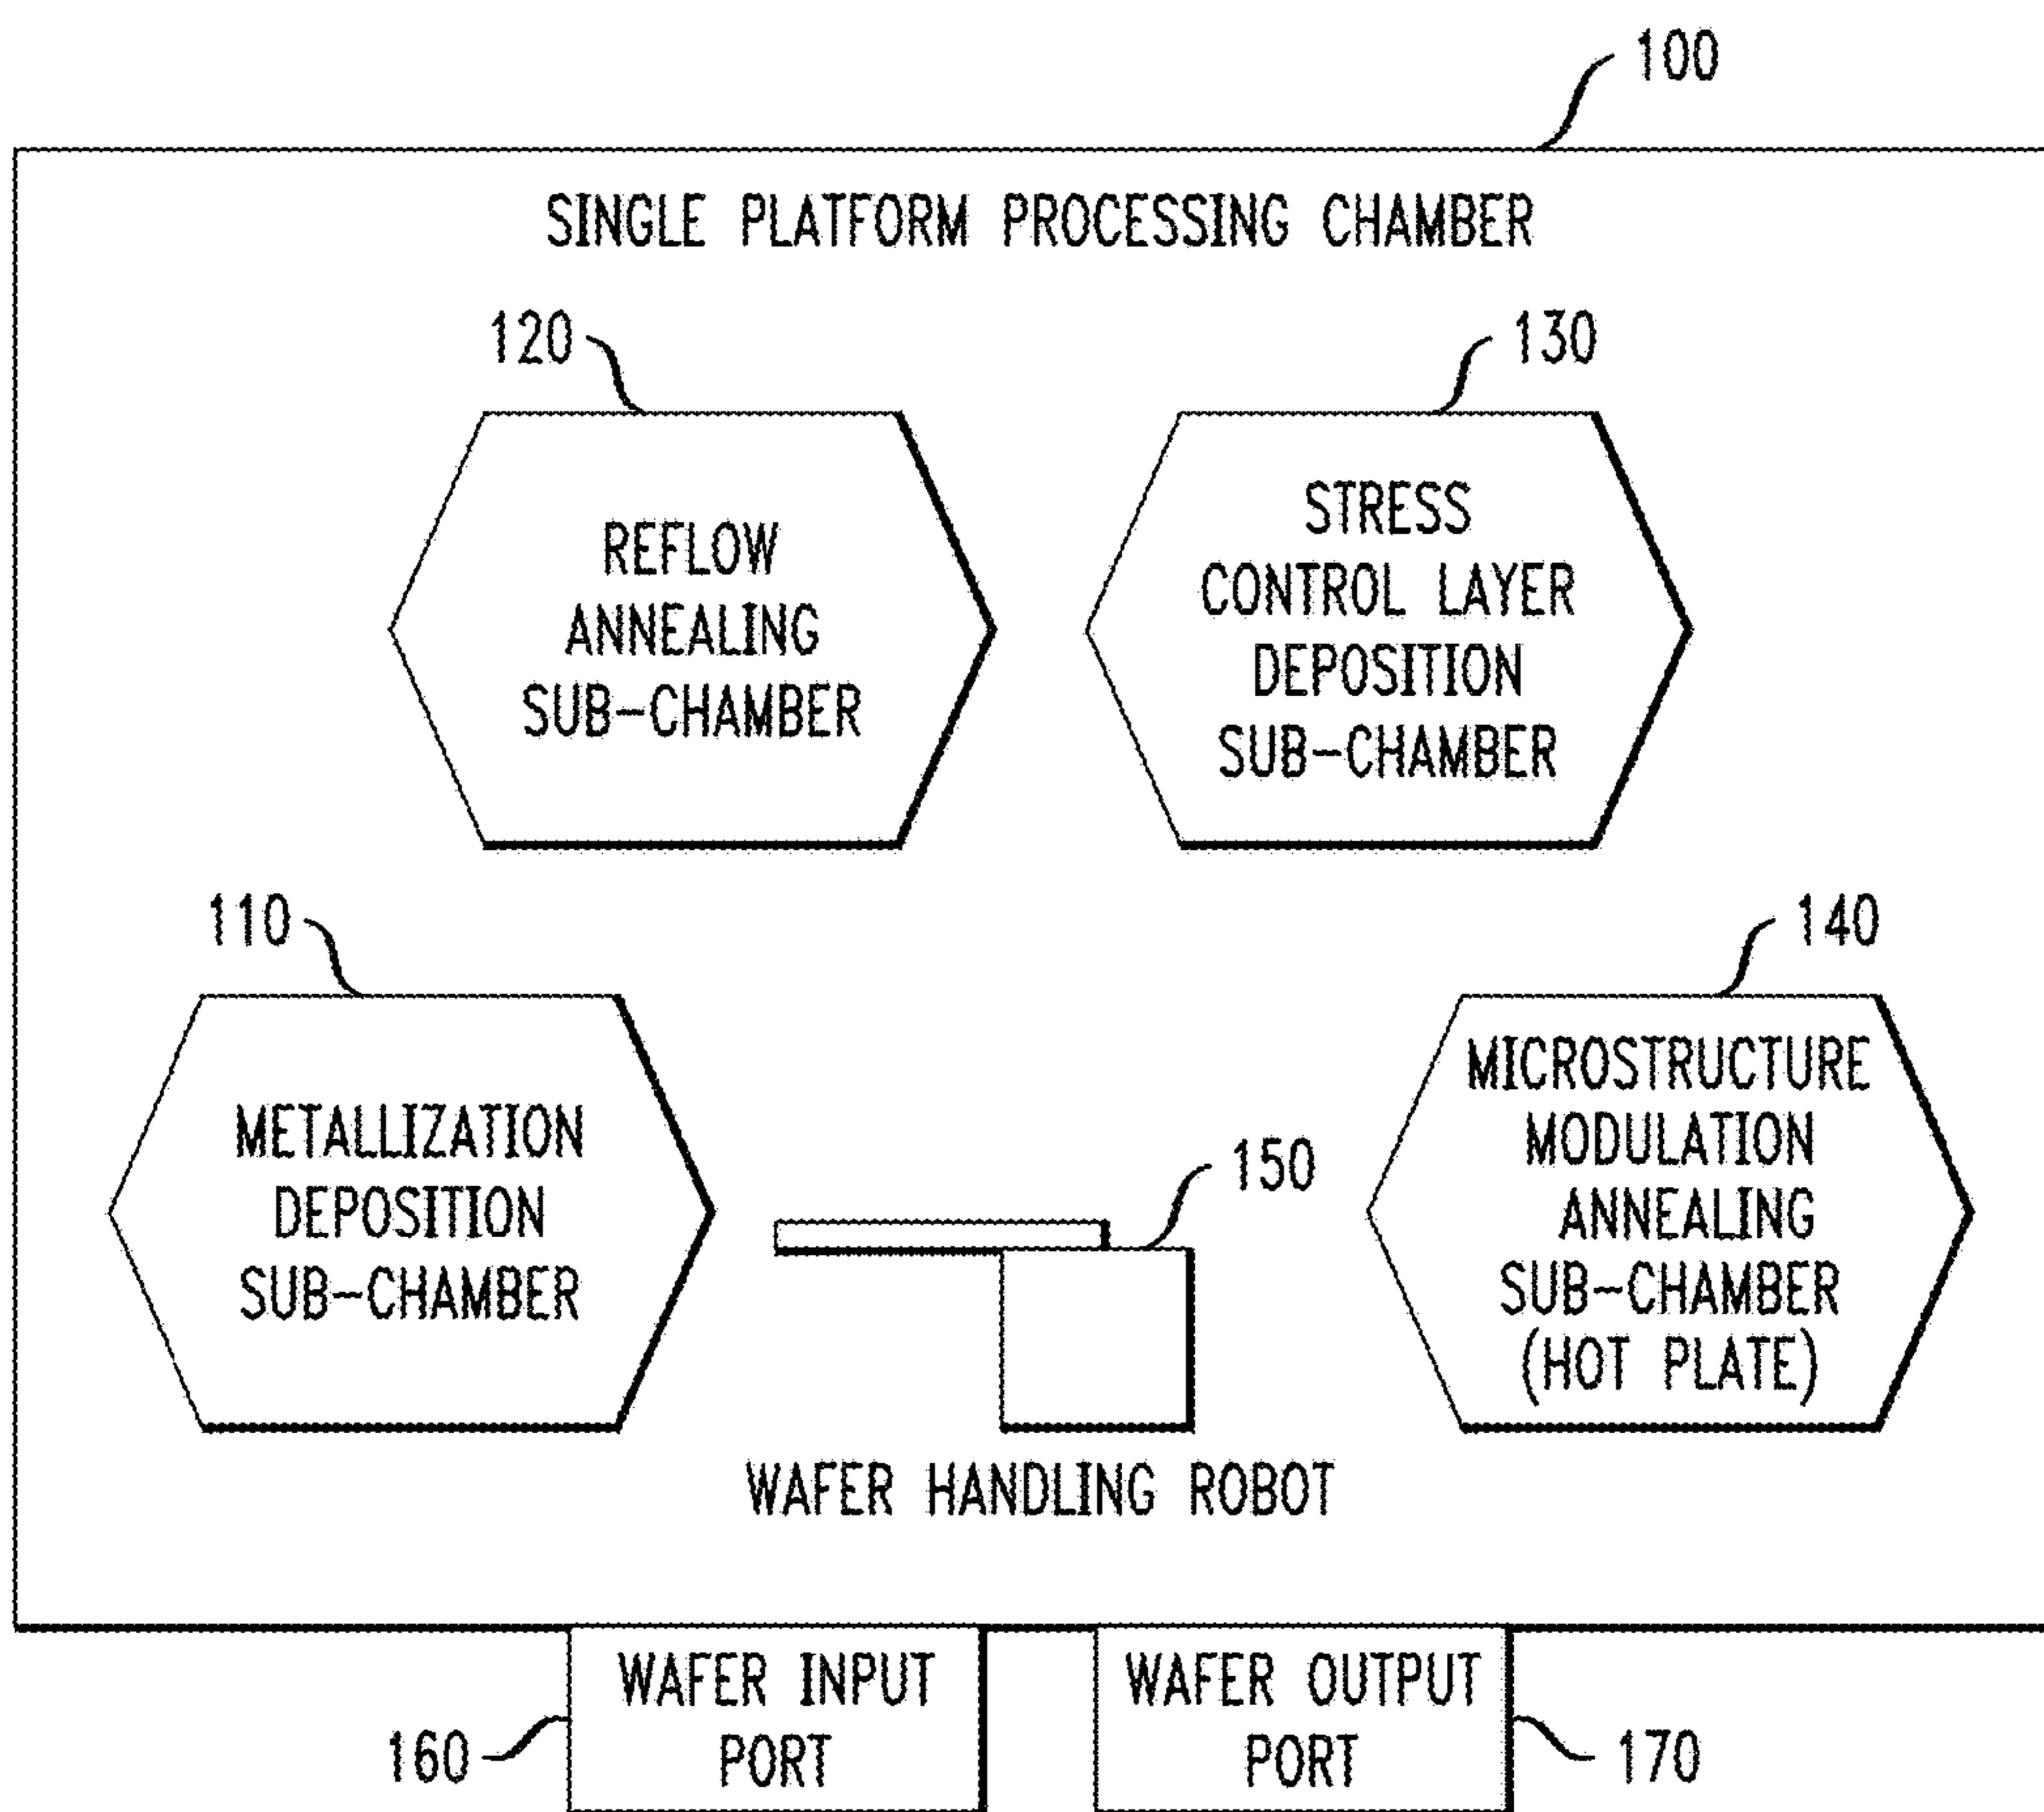 100
SINGLE PLATFORM PROCESSING CHAMBER
120
130
REFLOW
ANNEALING
SUB-CHAMBER
STRESS
CONTROL LAYER
DEPOSITION
SUB-CHAMBER
110
140
METALLIZATION
DEPOSITION
SUB-CHAMBER
150
MICROSTRUCTURE
MODULATION
ANNEALING
SUB-CHAMBER
(HOT PLATE)
WAFER HANDLING ROBOT
WAFER INPUT
PORT
160
WAFER OUTPUT
PORT
170